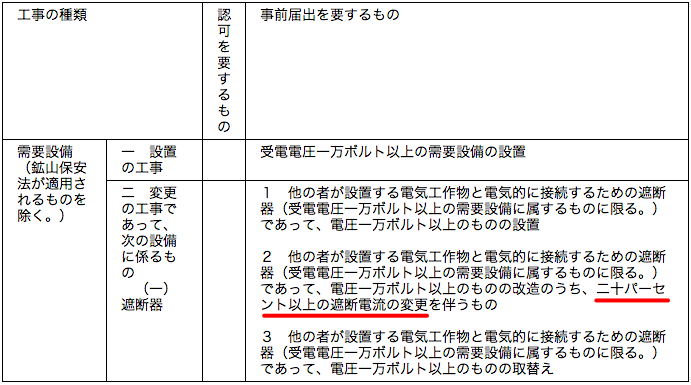 工事の種類
認可を要するもの
事前届出を要するもの
需要設備
（鉱山保安
法が適用さ
れるものを
除く。）
一　設置
の工事
受電電圧一万ボルト以上の需要設備の設置
二　変更
の工事で
あって、
次の設備
に係るも
の
（一）
遮断器
１　他の者が設置する電気工作物と電気的に接続するための遮断
器（受電電圧一万ボルト以上の需要設備に属するものに限る。）
であって、電圧一万ボルト以上のものの設置
２　他の者が設置する電気工作物と電気的に接続するための遮断
器（受電電圧一万ボルト以上の需要設備に属するものに限る。）
であって、電圧一万ボルト以上のものの改造のうち、二十パーセ
ント以上の遮断電流の変更を伴うもの
３　他の者が設置する電気工作物と電気的に接続するための遮断
器（受電電圧一万ボルト以上の需要設備に属するものに限る。）
であって、電圧一万ボルト以上のものの取替え